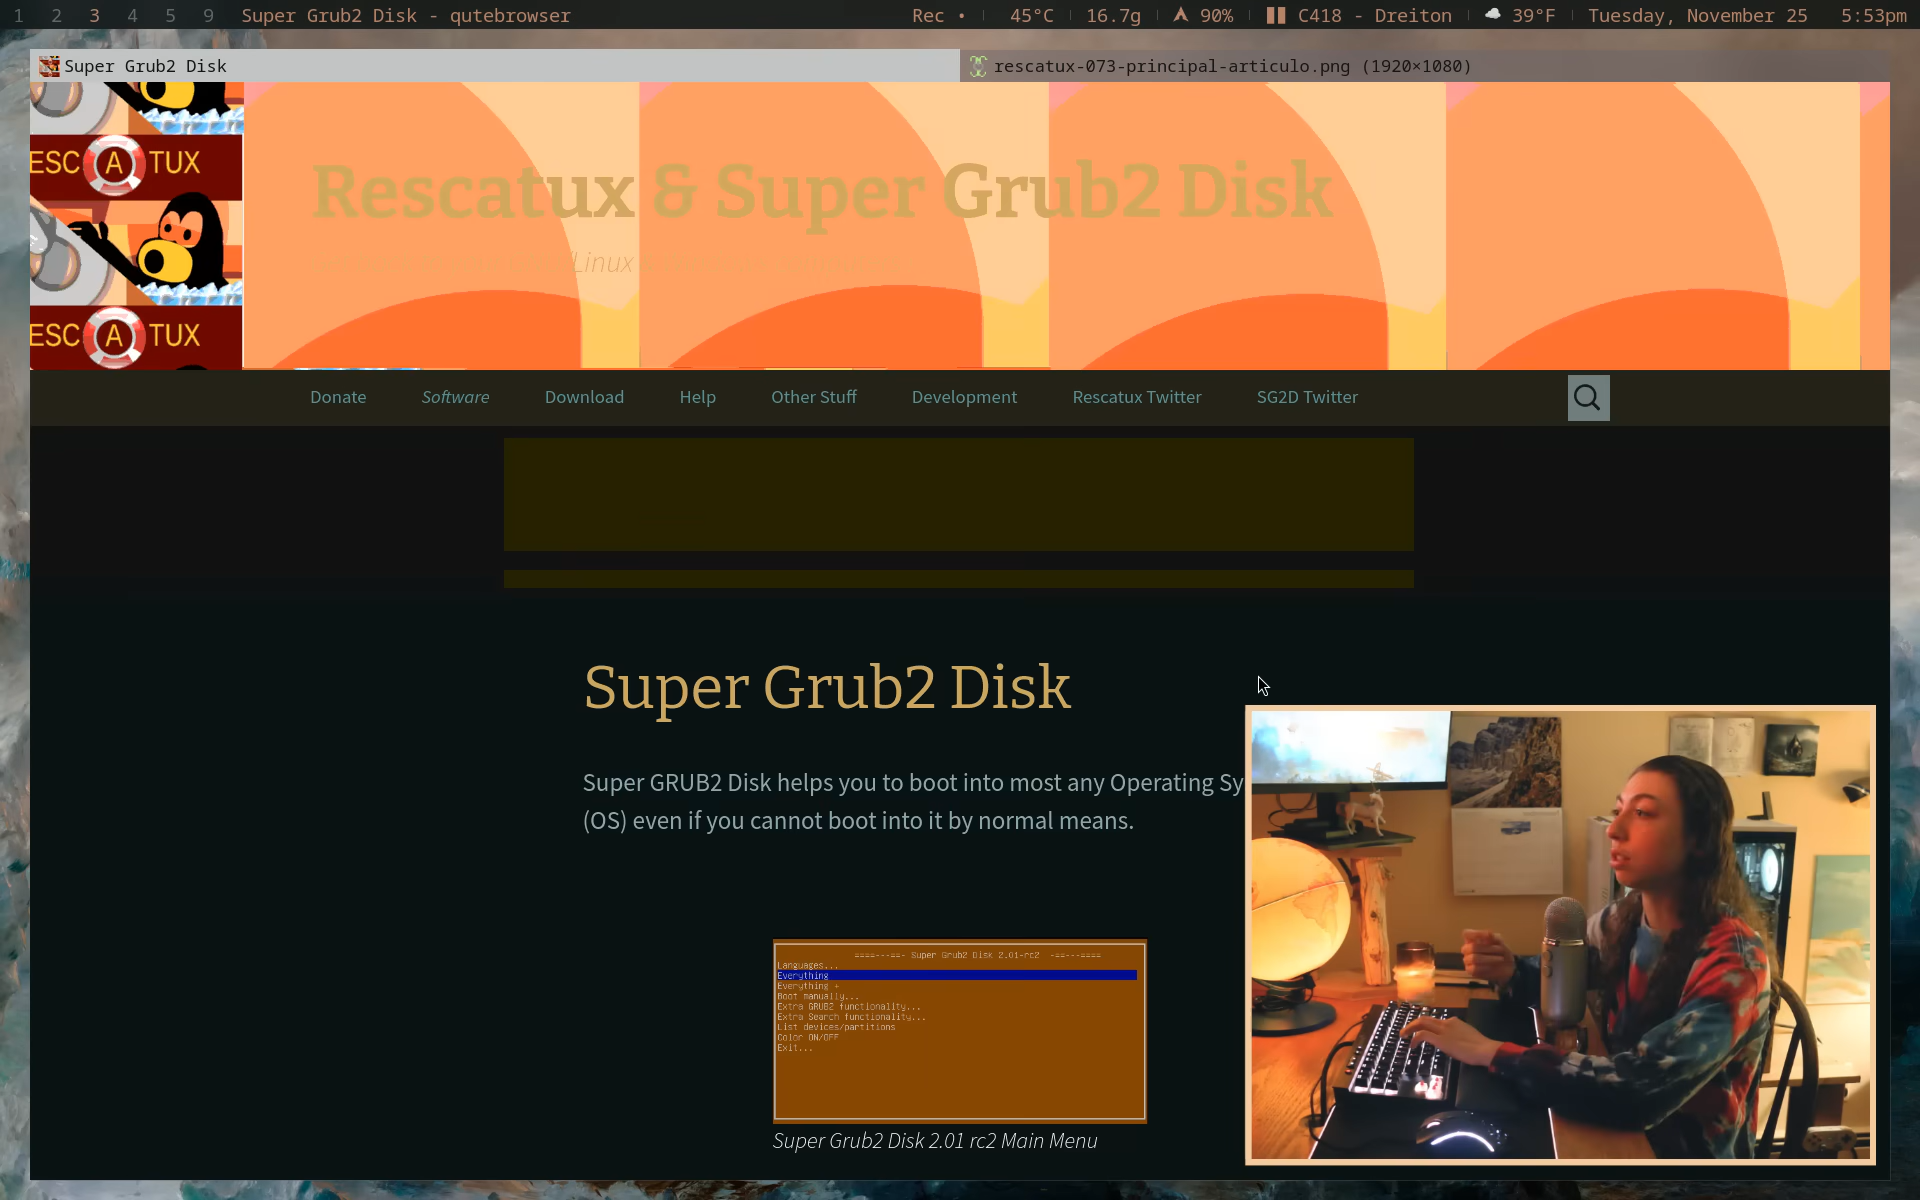 1 2 3 4 5 9 Super Grub2 Disk - qutebrowser Rec • 45°C 16.7g 90% C418 - Dreiton 39°F Tuesday, November 25 5:53pm
Super Grub2 Disk
rescatux-073-principal-articulo.png (1920×1080)
ESC A TUX
Rescatux & Super Grub2 Disk
Linux
ESC A TUX
Donate Software Download Help Other Stuff Development Rescatux Twitter SG2D Twitter
Super Grub2 Disk
Super GRUB2 Disk helps you to boot into most any Operating Sy
(OS) even if you cannot boot into it by normal means.
====---==- Super Grub2 Disk 2.01-rc2 -==---====
Languages...
Everything
Everything +
Boot manually...
Extra GRUB2 functionality...
Extra Search functionality...
List devices/partitions
Color ON/OFF
Exit...
Super Grub2 Disk 2.01 rc2 Main Menu